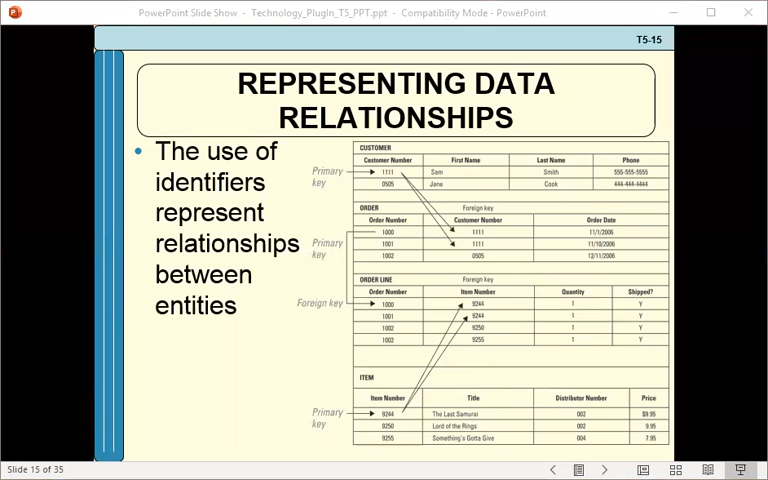 PowerPoint Slide Show - Technology_PlugIn_T5_PPT.ppt - Compatibility Mode - PowerPoint
T5-15
REPRESENTING DATA
RELATIONSHIPS
• The use of
identifiers
represent
relationships
between
entities
CUSTOMER
Customer Number First Name Last Name Phone
Primary
key
1111 Sam Smith 555-555-5555
0505 Jane Cook 444-444-4444
ORDER Foreign key
Order Number Customer Number Order Date
Primary
key
1000 1111 11/1/2006
1001 1111 11/10/2006
1002 0505 12/11/2006
ORDER LINE Foreign key
Order Number Item Number Quantity Shipped?
Foreign key
1000 9244 1 Y
1001 9244 1 Y
1002 9250 1 Y
1002 9255 1 Y
ITEM
Item Number Title Distributor Number Price
Primary
key
9244 The Last Samurai 002 $9.95
9250 Lord of the Rings 002 9.95
9255 Something's Gotta Give 004 7.95
Slide 15 of 35